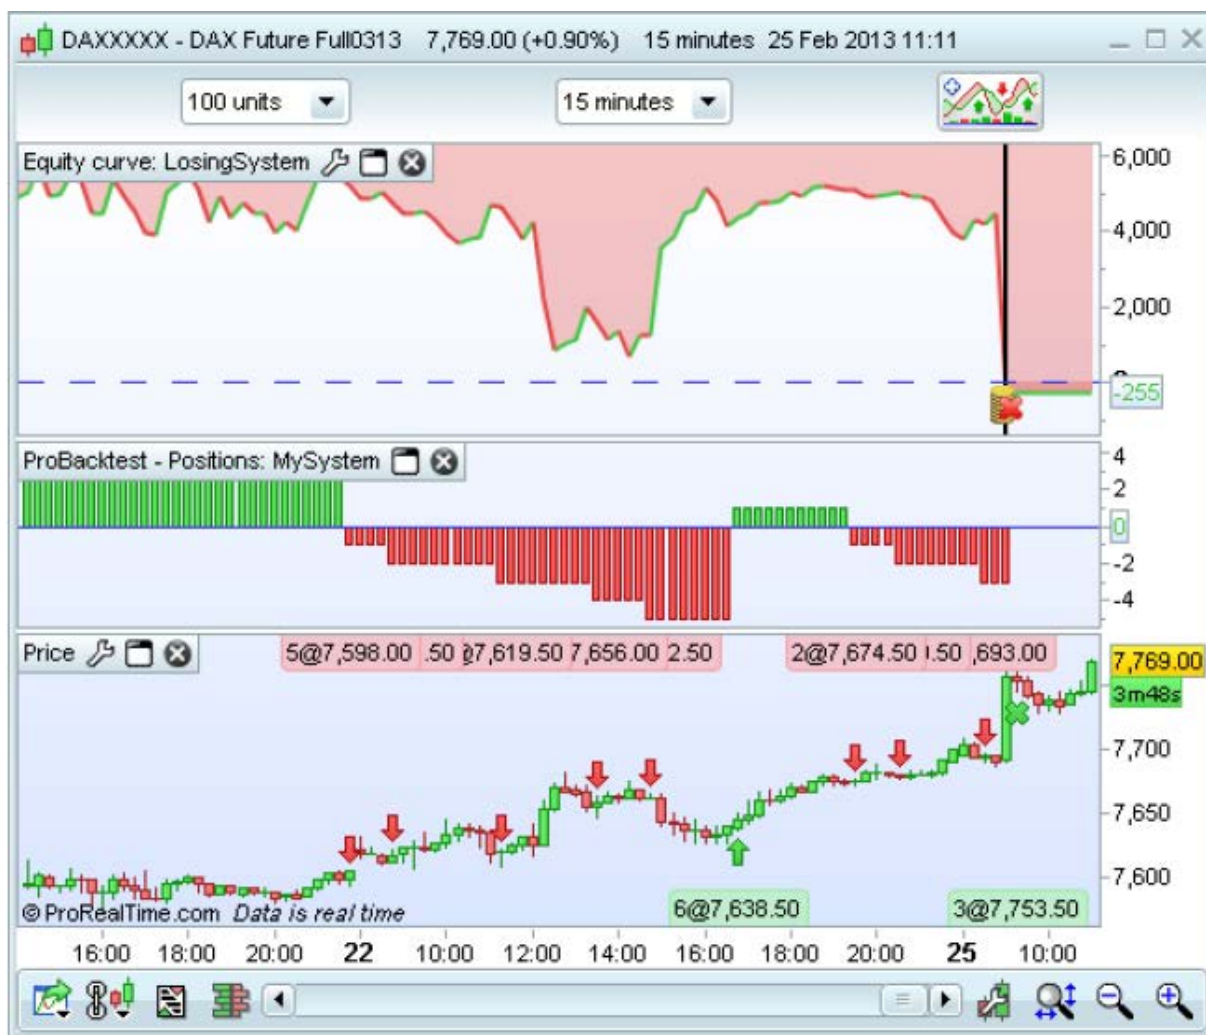 DAXXXXX - DAX Future Full0313 7,769.00 (+0.90%) 15 minutes 25 Feb 2013 11:11
100 units 15 minutes
Equity curve: LosingSystem
6,000
4,000
2,000
-255
ProBacktest - Positions: MySystem
4
2
0
-2
-4
Price
5@7,598.00 .50 @7,619.50 7,656.00 2.50 2@7,674.50 .50 ,693.00
7,769.00
3m48s
7,700
7,650
7,600
© ProRealTime.com Data is real time
6@7,638.50 3@7,753.50
16:00 18:00 20:00 22 10:00 12:00 14:00 16:00 18:00 20:00 25 10:00